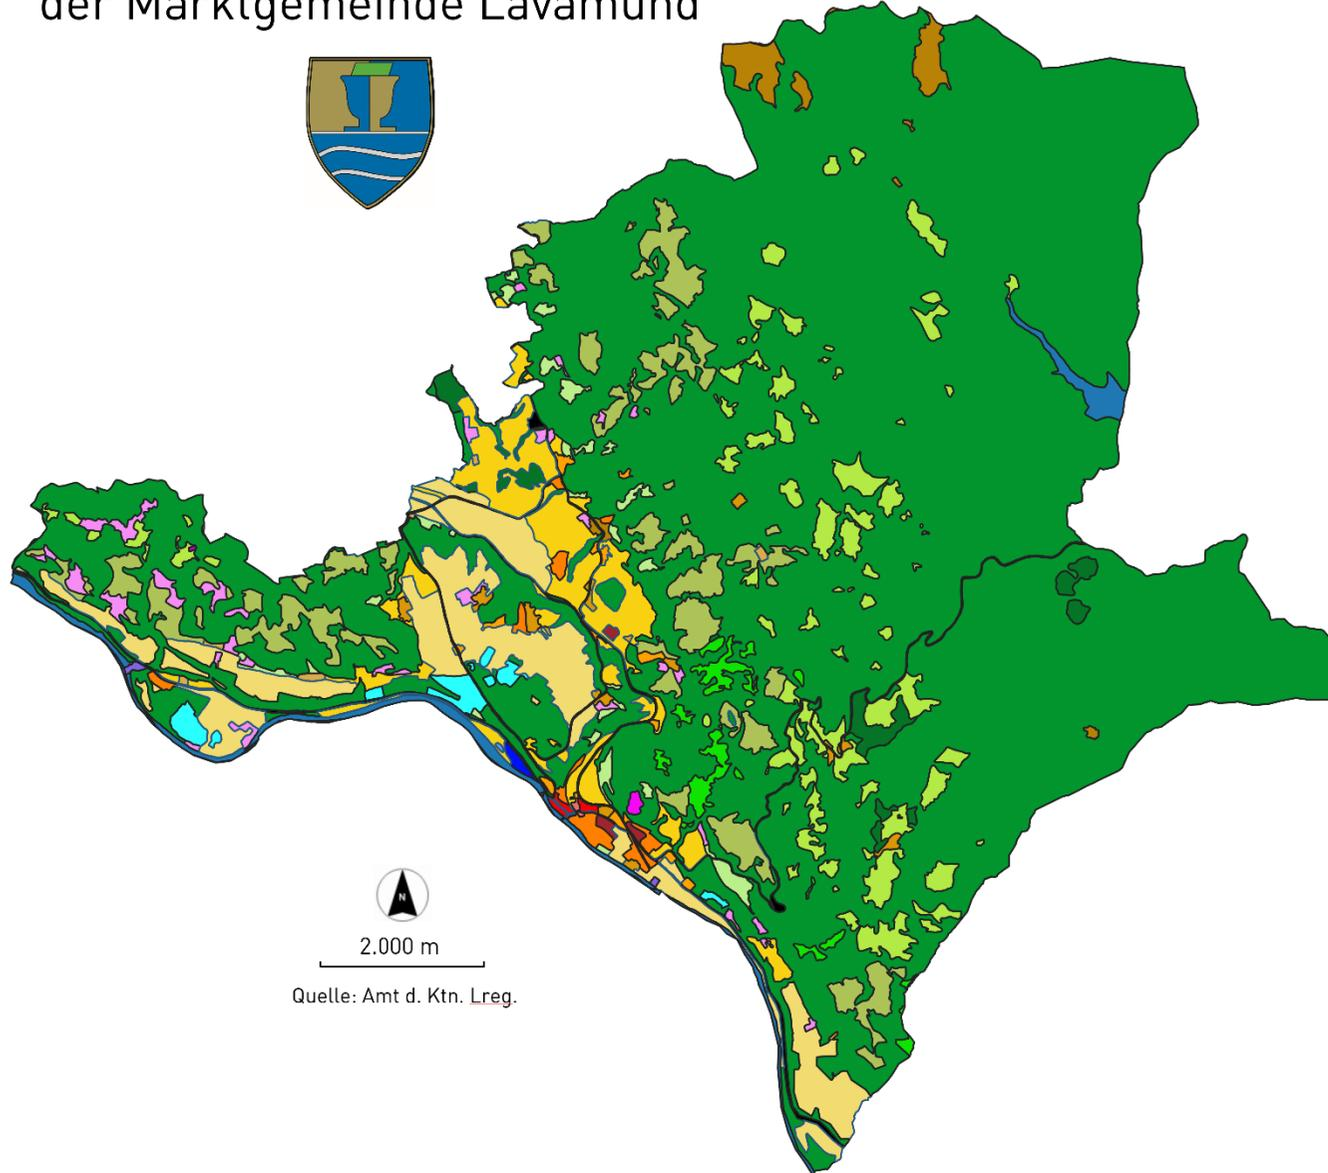 der Marktgemeinde Lavamünd
N
2.000 m
Quelle: Amt d. Ktn. Lreg.